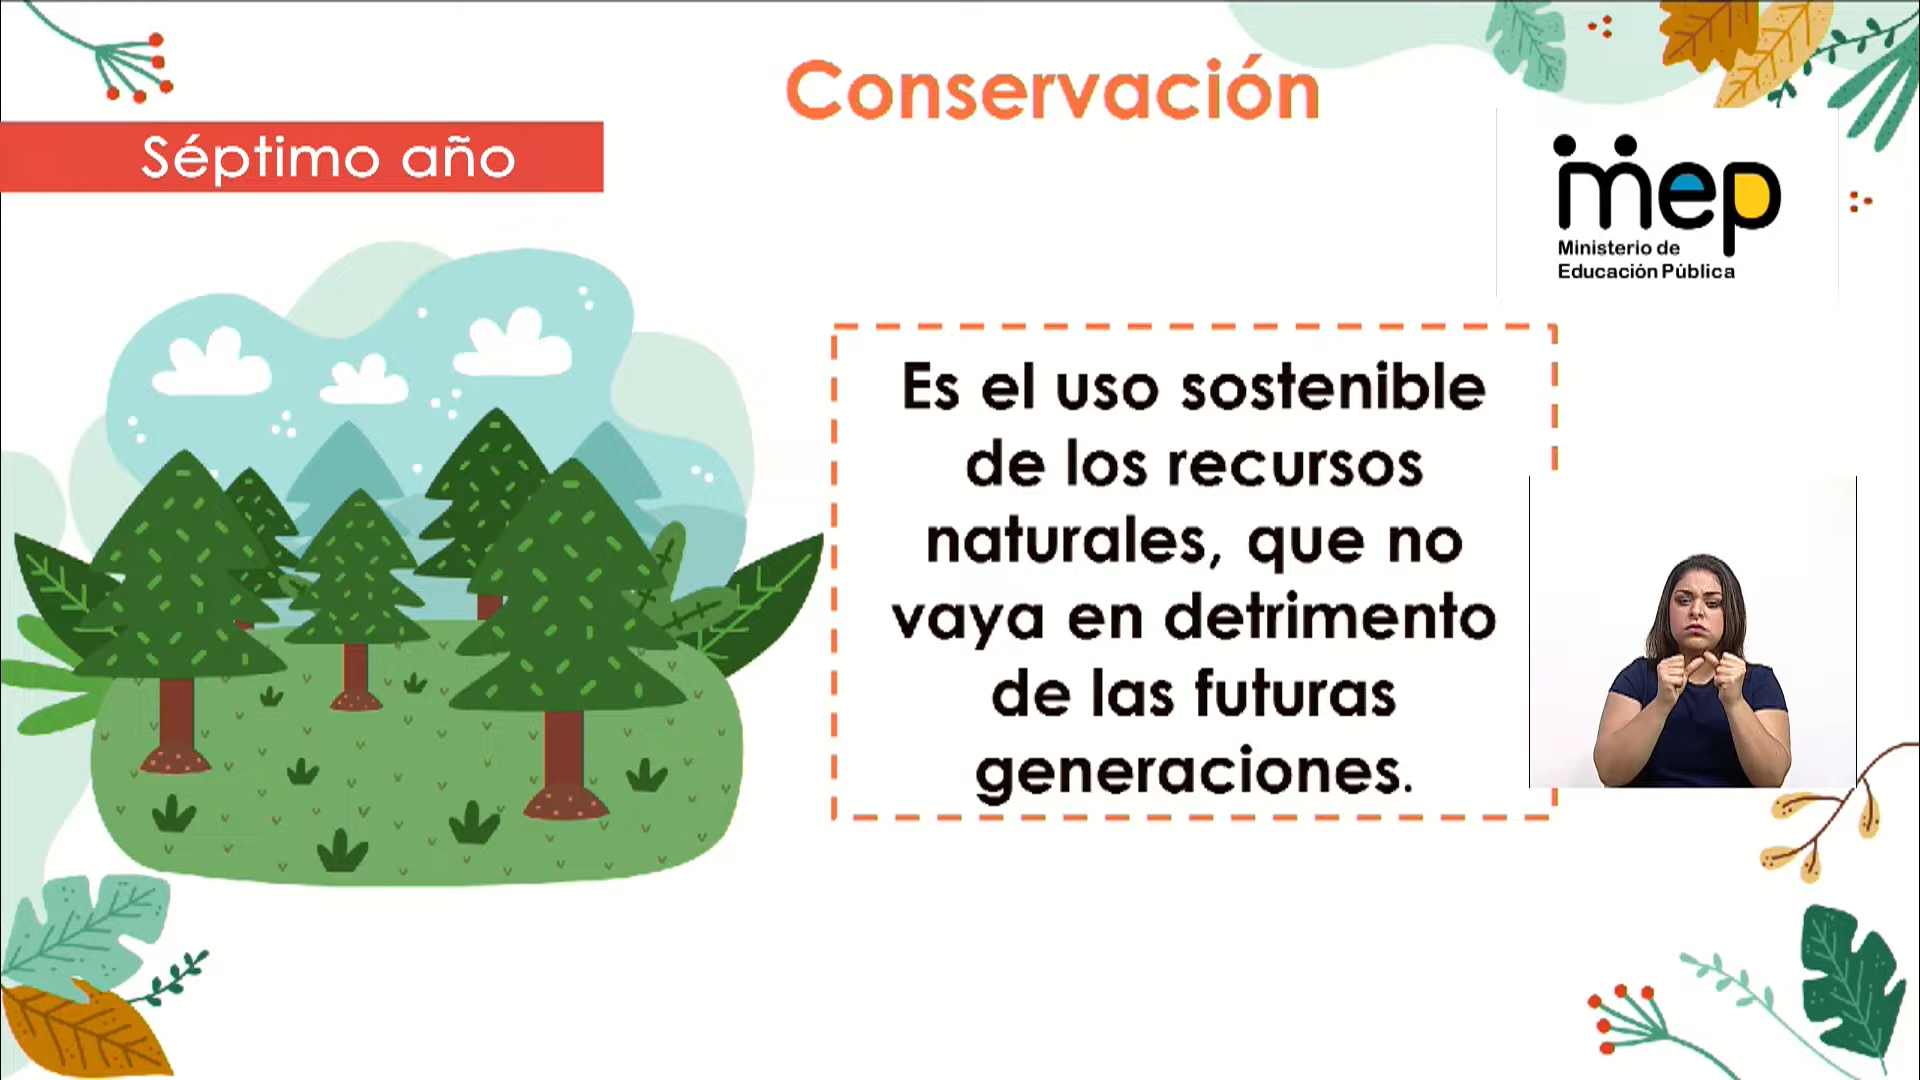 Conservación
Séptimo año
mep
Ministerio de
Educación Pública
Es el uso sostenible
de los recursos
naturales, que no
vaya en detrimento
de las futuras
generaciones.